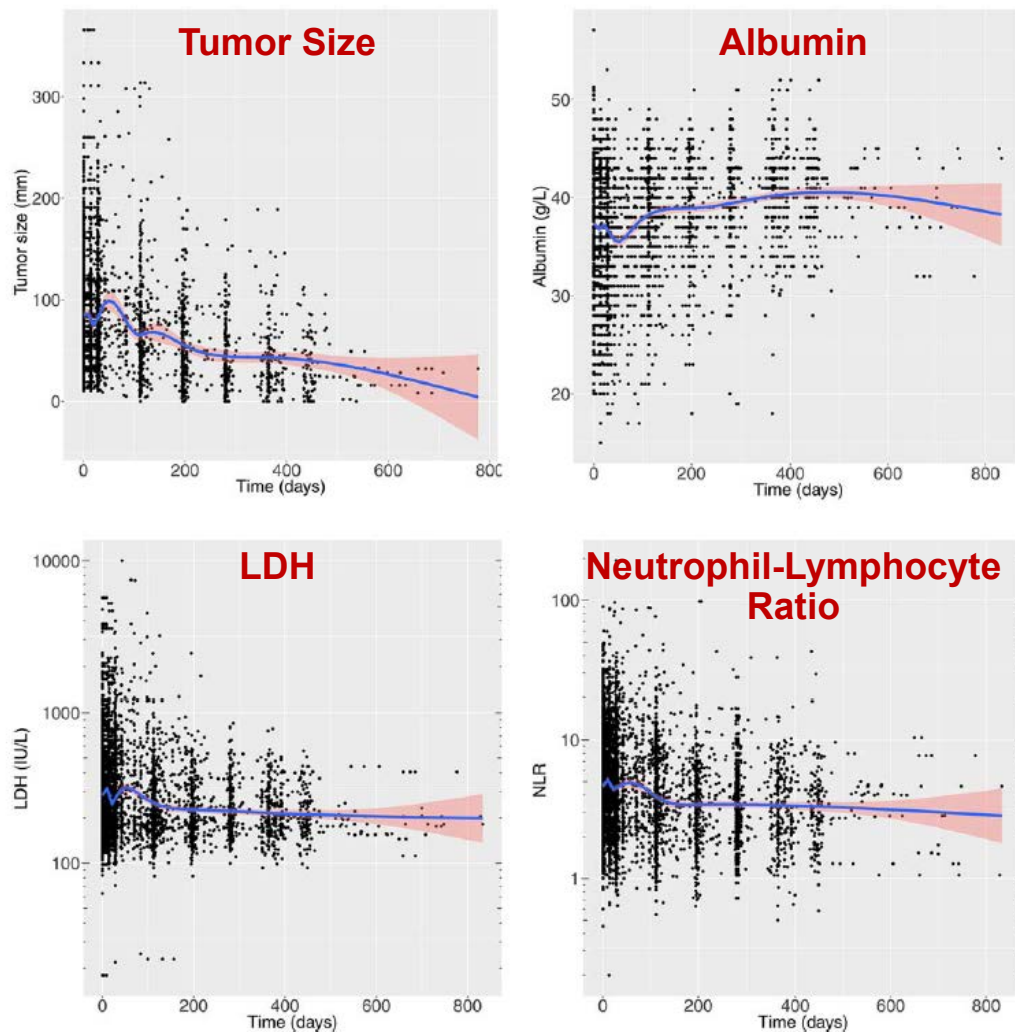 Tumor Size
300
200
100
0
Tumor size (mm)
0 200 400 600 800
Time (days)
Albumin
50
40
30
20
Albumin (g/L)
0 200 400 600 800
Time (days)
LDH
10000
1000
100
LDH (IU/L)
0 200 400 600 800
Time (days)
Neutrophil-Lymphocyte
Ratio
100
10
1
NLR
0 200 400 600 800
Time (days)